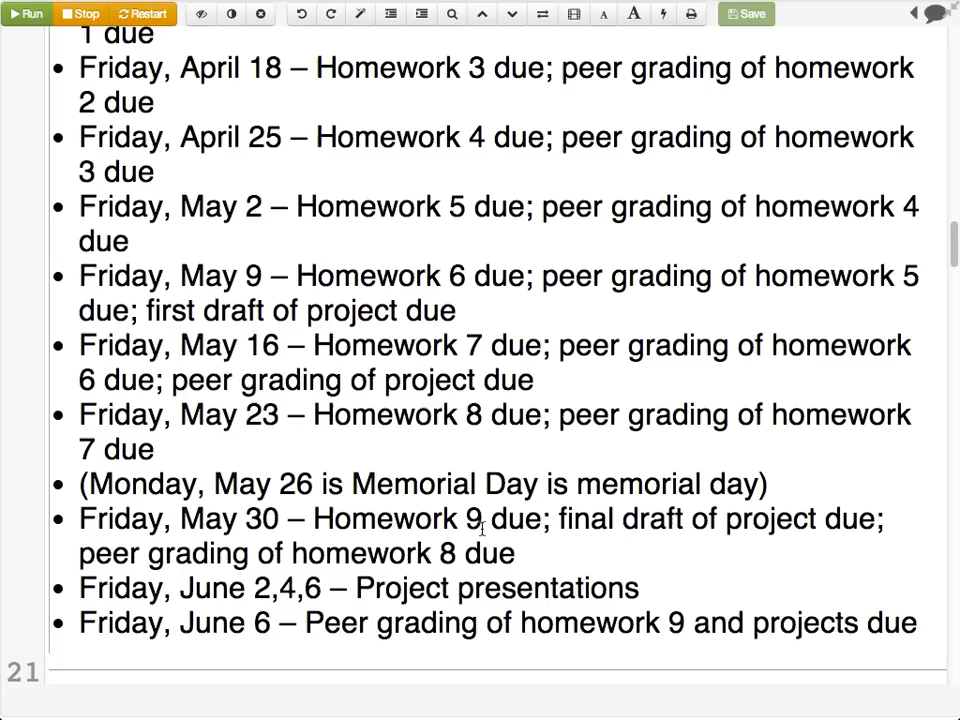 Run Stop Restart A A Save
1 due
• Friday, April 18 – Homework 3 due; peer grading of homework
2 due
• Friday, April 25 – Homework 4 due; peer grading of homework
3 due
• Friday, May 2 – Homework 5 due; peer grading of homework 4
due
• Friday, May 9 – Homework 6 due; peer grading of homework 5
due; first draft of project due
• Friday, May 16 – Homework 7 due; peer grading of homework
6 due; peer grading of project due
• Friday, May 23 – Homework 8 due; peer grading of homework
7 due
• (Monday, May 26 is Memorial Day is memorial day)
• Friday, May 30 – Homework 9 due; final draft of project due;
peer grading of homework 8 due
• Friday, June 2,4,6 – Project presentations
• Friday, June 6 – Peer grading of homework 9 and projects due
21